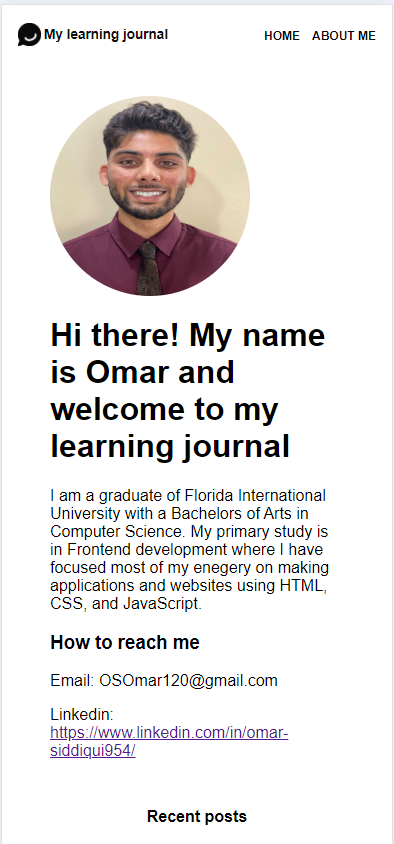 My learning journal HOME ABOUT ME
Hi there! My name
is Omar and
welcome to my
learning journal
I am a graduate of Florida International
University with a Bachelors of Arts in
Computer Science. My primary study is
in Frontend development where I have
focused most of my enegery on making
applications and websites using HTML,
CSS, and JavaScript.
How to reach me
Email: OSOmar120@gmail.com
Linkedin:
https://www.linkedin.com/in/omar-
siddiqui954/
Recent posts